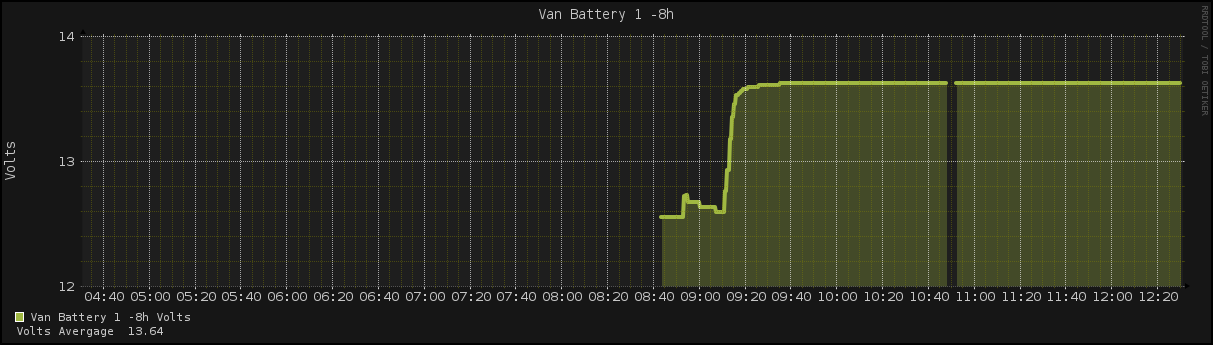 Van Battery 1 -8h
RRDTOOL / TOBI OETIKER
Volts
14
13
12
04:40 05:00 05:20 05:40 06:00 06:20 06:40 07:00 07:20 07:40 08:00 08:20 08:40 09:00 09:20 09:40 10:00 10:20 10:40 11:00 11:20 11:40 12:00 12:20
Van Battery 1 -8h Volts
Volts Avergage 13.64